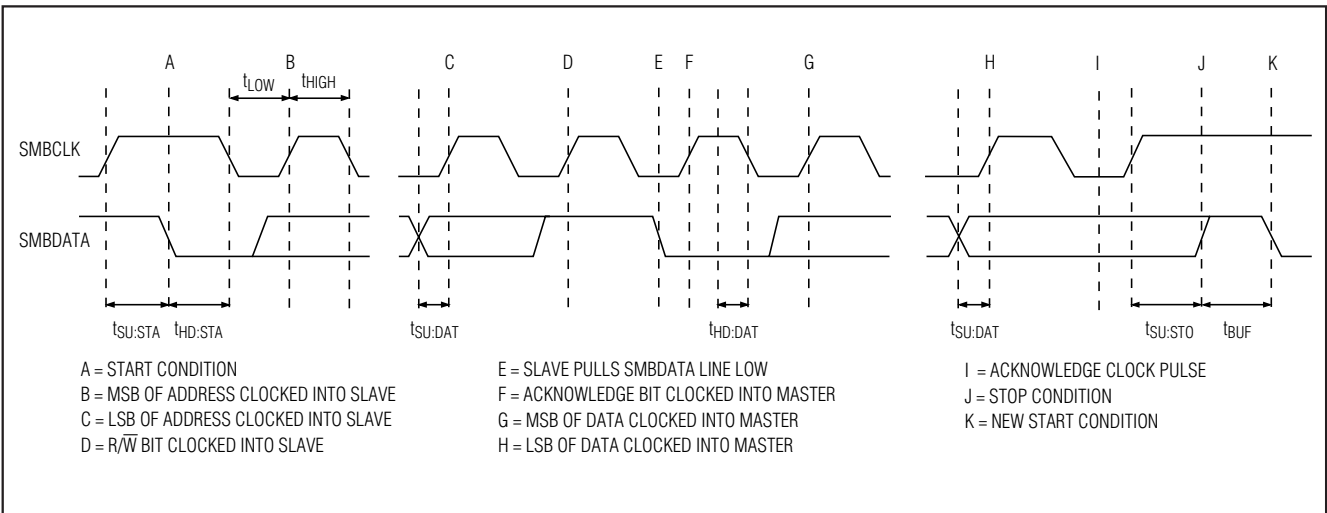 A B C D E F G H I J K
tLOW tHIGH
SMBCLK
SMBDATA
tSU:STA tHD:STA tSU:DAT tHD:DAT tSU:DAT tSU:STO tBUF
A = START CONDITION
B = MSB OF ADDRESS CLOCKED INTO SLAVE
C = LSB OF ADDRESS CLOCKED INTO SLAVE
D = R/W̅ BIT CLOCKED INTO SLAVE
E = SLAVE PULLS SMBDATA LINE LOW
F = ACKNOWLEDGE BIT CLOCKED INTO MASTER
G = MSB OF DATA CLOCKED INTO MASTER
H = LSB OF DATA CLOCKED INTO MASTER
I = ACKNOWLEDGE CLOCK PULSE
J = STOP CONDITION
K = NEW START CONDITION